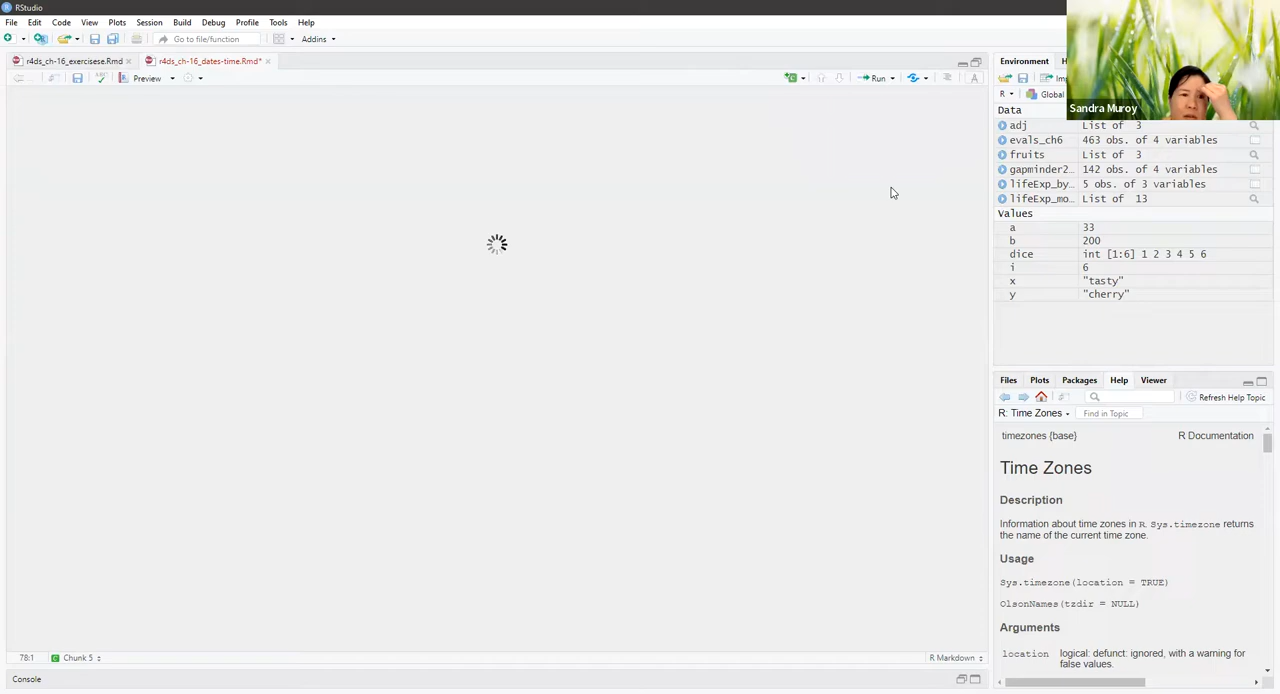 RStudio
File Edit Code View Plots Session Build Debug Profile Tools Help
Go to file/function Addins
r4ds_ch-16_exercisese.Rmd r4ds_ch-16_dates-time.Rmd*
Preview Run
78:1 Chunk 5 R Markdown
Console
Sandra Muroy
Environment
R Global
Data
adj List of 3
evals_ch6 463 obs. of 4 variables
fruits List of 3
gapminder2... 142 obs. of 4 variables
lifeExp_by... 5 obs. of 3 variables
lifeExp_mo... List of 13
Values
a 33
b 200
dice int [1:6] 1 2 3 4 5 6
i 6
x "tasty"
y "cherry"
Files Plots Packages Help Viewer
Refresh Help Topic
R: Time Zones Find in Topic
timezones {base} R Documentation
Time Zones
Description
Information about time zones in R. Sys.timezone returns
the name of the current time zone.
Usage
Sys.timezone(location = TRUE)
OlsonNames(tzdir = NULL)
Arguments
location logical: defunct: ignored, with a warning for
false values.